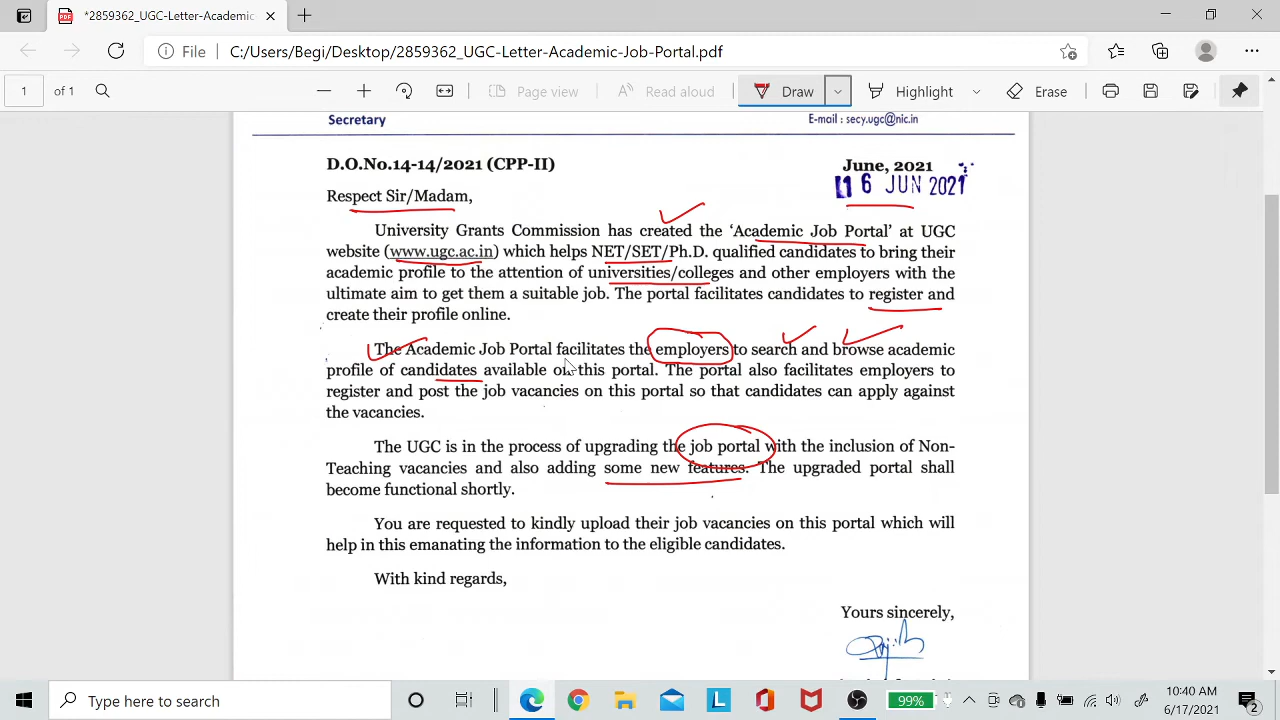 *2859362_UGC-Letter-Academic-J
File C:/Users/Begi/Desktop/2859362_UGC-Letter-Academic-Job-Portal.pdf
1 of 1 Page view Read aloud Draw Highlight Erase
Secretary E-mail : secy.ugc@nic.in
D.O.No.14-14/2021 (CPP-II) June, 2021
16 JUN 2021
Respect Sir/Madam,
University Grants Commission has created the ‘Academic Job Portal’ at UGC
website (www.ugc.ac.in) which helps NET/SET/Ph.D. qualified candidates to bring their
academic profile to the attention of universities/colleges and other employers with the
ultimate aim to get them a suitable job. The portal facilitates candidates to register and
create their profile online.
The Academic Job Portal facilitates the employers to search and browse academic
profile of candidates available on this portal. The portal also facilitates employers to
register and post the job vacancies on this portal so that candidates can apply against
the vacancies.
The UGC is in the process of upgrading the job portal with the inclusion of Non-
Teaching vacancies and also adding some new features. The upgraded portal shall
become functional shortly.
You are requested to kindly upload their job vacancies on this portal which will
help in this emanating the information to the eligible candidates.
With kind regards,
Yours sincerely,
Type here to search 99% 10:40 AM
6/17/2021 2